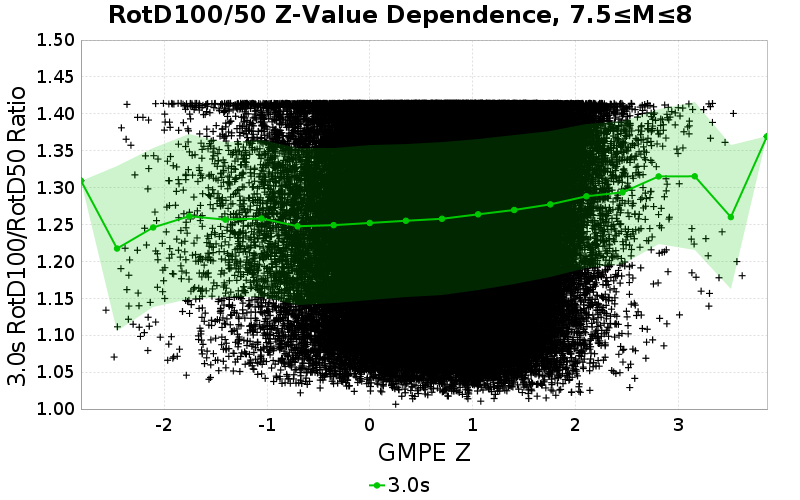 RotD100/50 Z-Value Dependence, 7.5≤M≤8
3.0s RotD100/RotD50 Ratio
1.50
1.45
1.40
1.35
1.30
1.25
1.20
1.15
1.10
1.05
1.00
-2 -1 0 1 2 3
GMPE Z
3.0s